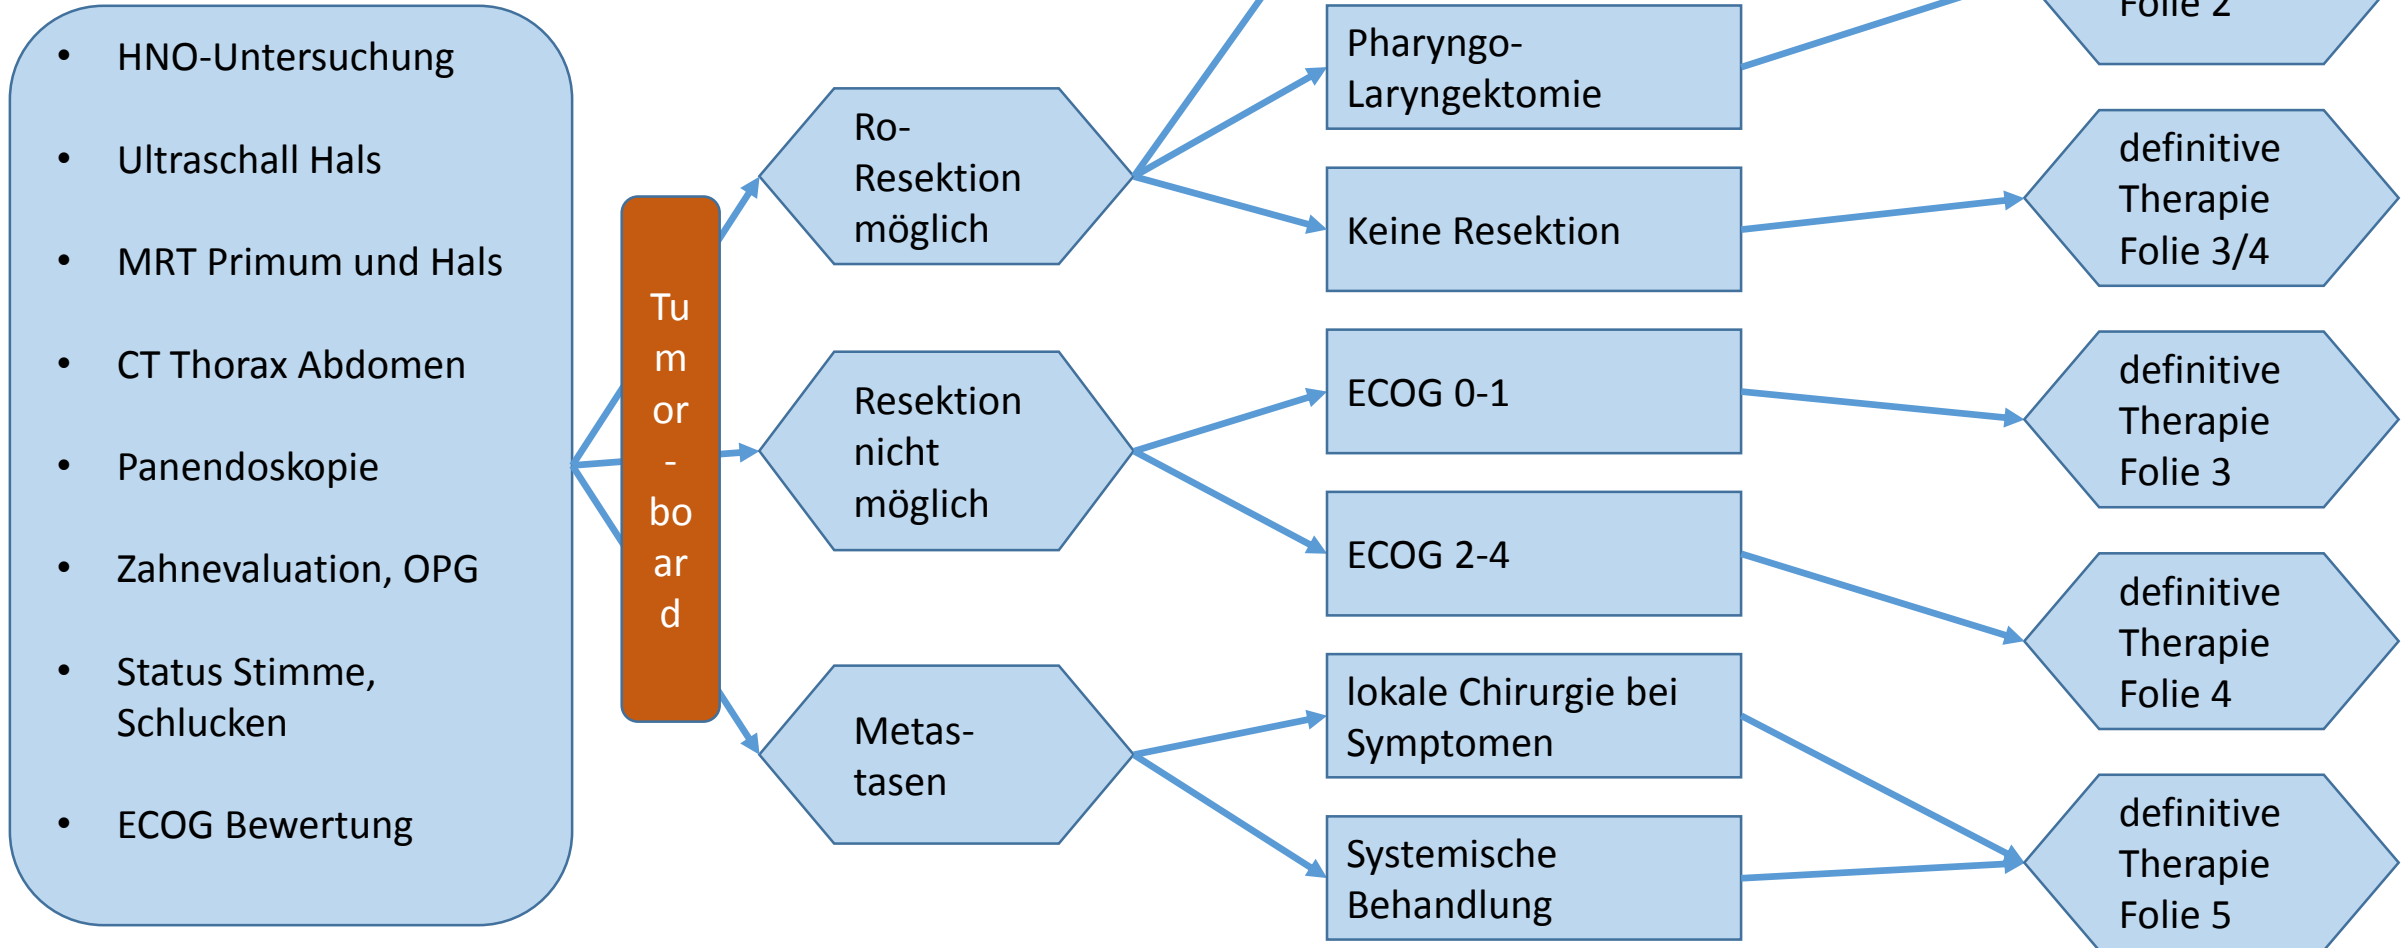 HNO-Untersuchung
Ultraschall Hals
MRT Primum und Hals
CT Thorax Abdomen
Panendoskopie
Zahnevaluation, OPG
Status Stimme,
Schlucken
ECOG Bewertung
Tu
m
or
-
bo
ar
d
Ro-
Resektion
möglich
Resektion
nicht
möglich
Metas-
tasen
Pharyngo-
Laryngektomie
Keine Resektion
ECOG 0-1
ECOG 2-4
lokale Chirurgie bei
Symptomen
Systemische
Behandlung
Folie 2
definitive
Therapie
Folie 3/4
definitive
Therapie
Folie 3
definitive
Therapie
Folie 4
definitive
Therapie
Folie 5